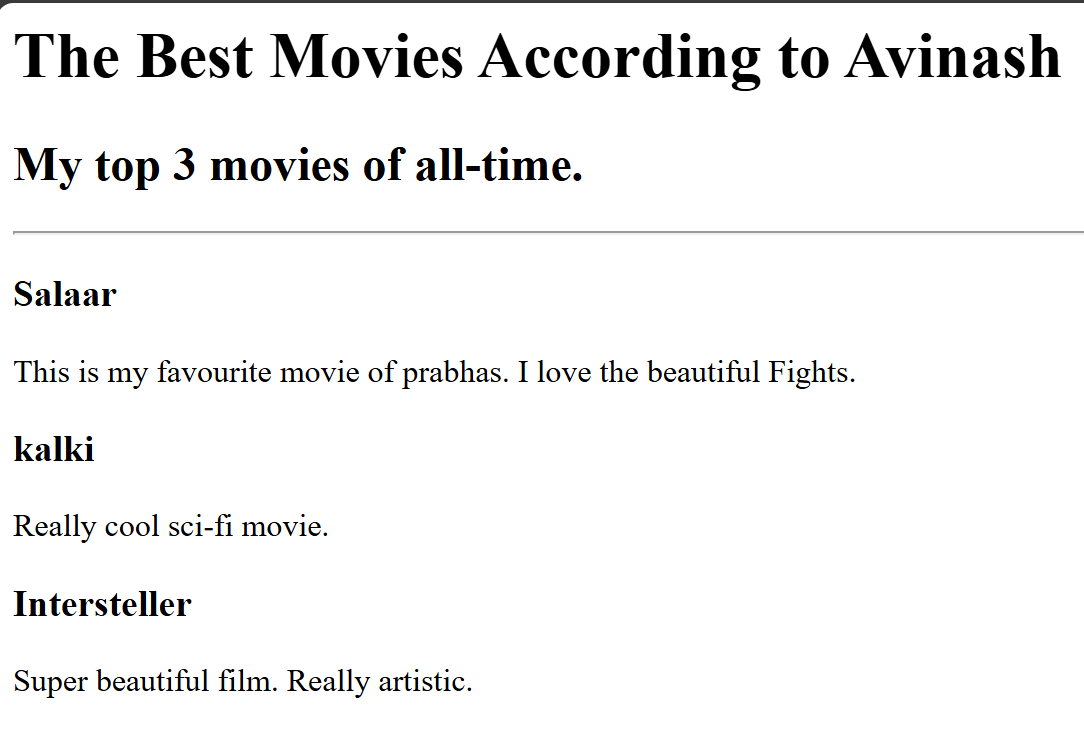 The Best Movies According to Avinash
My top 3 movies of all-time.
Salaar
This is my favourite movie of prabhas. I love the beautiful Fights.
kalki
Really cool sci-fi movie.
Intersteller
Super beautiful film. Really artistic.